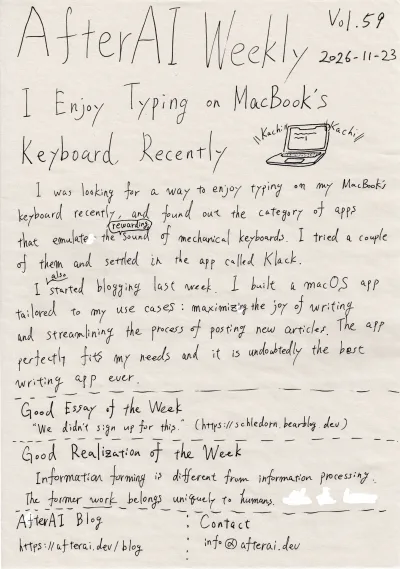 AfterAI Weekly
Vol.59
2026-11-23
I Enjoy Typing on MacBook's
Keyboard Recently
Kachi Kachi
I was looking for a way to enjoy typing on my MacBook's
keyboard recently, and found out the category of apps
that emulate the rewarding sound of mechanical keyboards. I tried a couple
of them and settled in the app called Klack.
I also started blogging last week. I built a macOS app
tailored to my use cases: maximizing the joy of writing
and streamlining the process of posting new articles. The app
perfectly fits my needs and it is undoubtedly the best
writing app ever.
Good Essay of the Week
"We didn't sign up for this." (https://schledorn.bearblog.dev)
Good Realization of the Week
Information forming is different from information processing.
The former work belongs uniquely to humans.
AfterAI Blog
https://afterai.dev/blog
Contact
info@afterai.dev